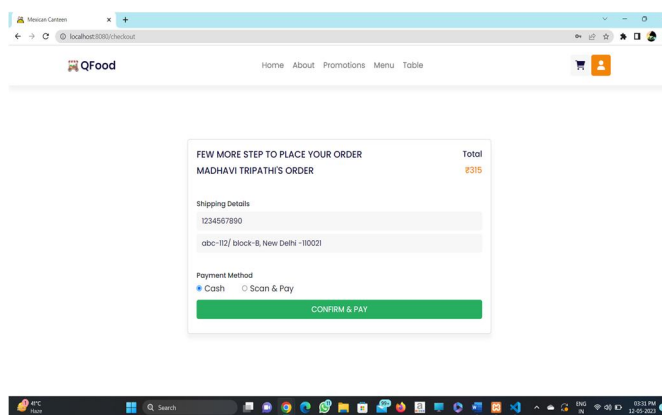 Mexican Canteen
localhost:8080/checkout
QFood
Home About Promotions Menu Table
FEW MORE STEP TO PLACE YOUR ORDER Total
MADHAVI TRIPATHI'S ORDER ₹315
Shipping Details
1234567890
abc-112/ block-B, New Delhi -110021
Payment Method
Cash Scan & Pay
CONFIRM & PAY
41°C
Haze
Search
99+
ENG
IN
03:31 PM
12-05-2023